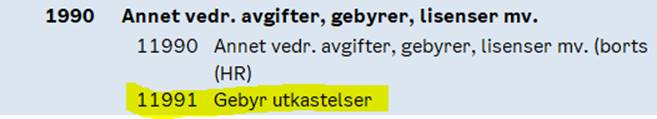 1990 Annet vedr. avgifter, gebyrer, lisenser mv.
11990 Annet vedr. avgifter, gebyrer, lisenser mv. (borts
(HR)
11991 Gebyr utkastelser